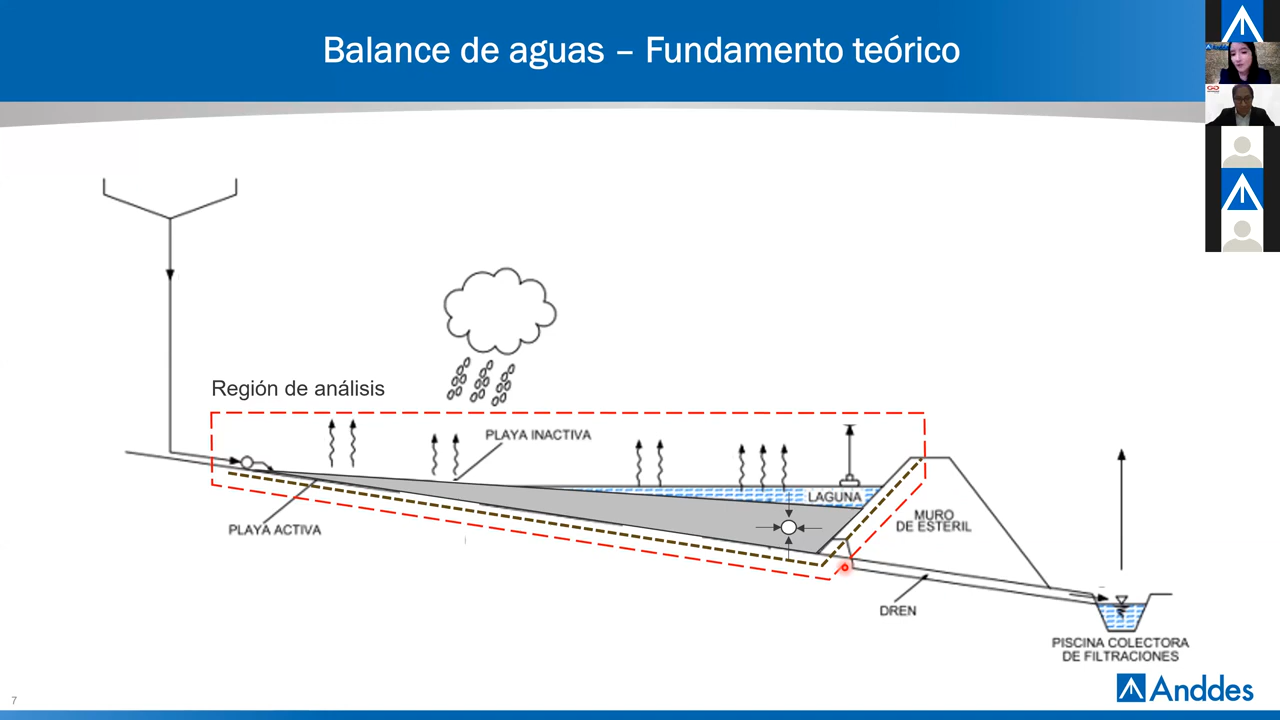 Balance de aguas – Fundamento teórico
Región de análisis
PLAYA INACTIVA
LAGUNA
PLAYA ACTIVA
MURO
DE ESTERIL
DREN
PISCINA COLECTORA
DE FILTRACIONES
7
Anddes